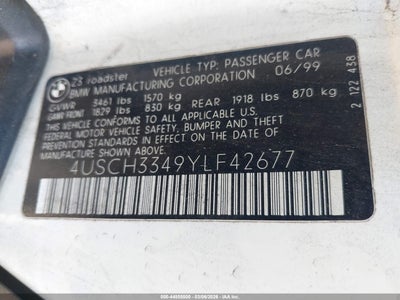 Z3 roadster VEHICLE TYP: PASSENGER CAR
BMW MANUFACTURING CORPORATION 06/99
GVWR 3461 lbs 1570 kg
GAWR FRONT 1829 lbs 830 kg REAR 1918 lbs 870 kg
THIS VEHICLE CONFORMS TO ALL APPLICABLE
FEDERAL MOTOR VEHICLE SAFETY, BUMPER AND THEFT
PREVENTION STANDARDS IN EFFECT ON THE DATE OF
MANUFACTURE SHOWN ABOVE.
4USCH3349YLF42677
2 122 438